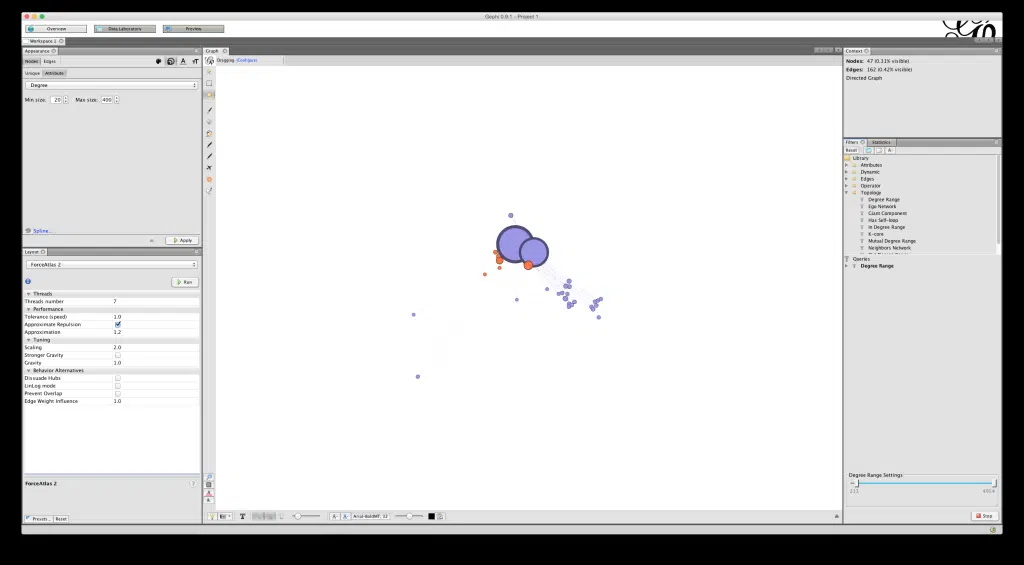 Gephi 0.9.1 - Project 1
Overview
Data Laboratory
Preview
Workspace 1
Appearance
Nodes Edges
Unique Attribute
Degree
Min size: 20 Max size: 400
Spline...
Apply
Layout
ForceAtlas 2
Run
Threads
Threads number 7
Performance
Tolerance (speed) 1.0
Approximate Repulsion
Approximation 1.2
Tuning
Scaling 2.0
Stronger Gravity
Gravity 1.0
Behavior Alternatives
Dissuade Hubs
LinLog mode
Prevent Overlap
Edge Weight Influence 1.0
ForceAtlas 2
Presets... Reset
Graph
Dragging (Configure)
Arial-BoldMT, 32
Context
Nodes: 47 (0.33% visible)
Edges: 162 (0.42% visible)
Directed Graph
Filters Statistics
Reset
Library
Attributes
Dynamic
Edges
Operator
Topology
Degree Range
Ego Network
Giant Component
Has Self-loop
In Degree Range
K-core
Mutual Degree Range
Neighbors Network
Queries
Degree Range
Degree Range Settings
Stop